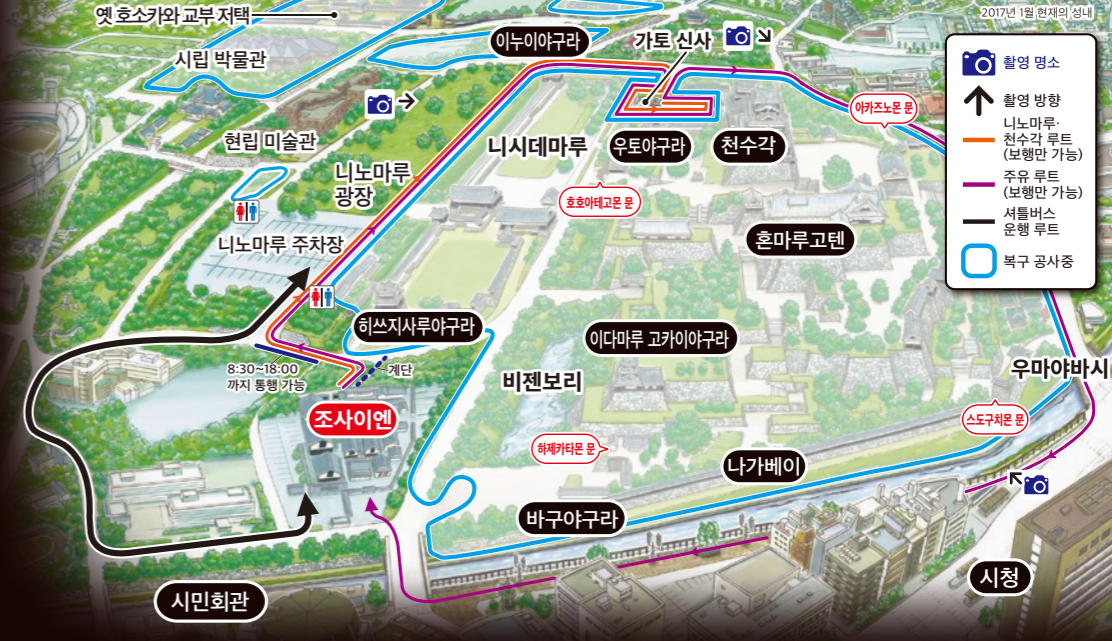 옛 호소카와 교부 저택
2017년 1월 현재의 성내
시립 박물관
이누이야구라
가토 신사
촬영 명소
촬영 방향
니노마루·
천수각 루트
(보행만 가능)
주유 루트
(보행만 가능)
셔틀버스
운행 루트
복구 공사중
현립 미술관
니노마루
광장
니시데마루
우토야구라
천수각
아카즈노몬 문
호호아테고몬 문
니노마루 주차장
혼마루고텐
히쓰지사루야구라
이다마루 고카이야구라
8:30~18:00
까지 통행 가능
계단
비젠보리
우마야바시
조사이엔
하제카타몬 문
스도구치몬 문
나가베이
바구야구라
시민회관
시청